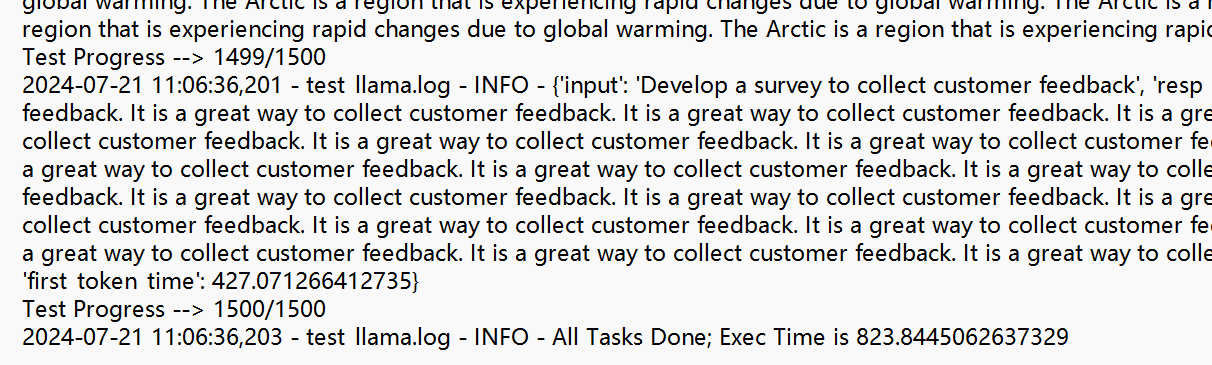 global warming. The Arctic is a region that is experiencing rapid changes due to global warming. The Arctic is a r
region that is experiencing rapid changes due to global warming. The Arctic is a region that is experiencing rapid
Test Progress --> 1499/1500
2024-07-21 11:06:36,201 - test llama.log - INFO - {'input': 'Develop a survey to collect customer feedback', 'resp
feedback. It is a great way to collect customer feedback. It is a great way to collect customer feedback. It is a gre
collect customer feedback. It is a great way to collect customer feedback. It is a great way to collect customer fee
a great way to collect customer feedback. It is a great way to collect customer feedback. It is a great way to colle
feedback. It is a great way to collect customer feedback. It is a great way to collect customer feedback. It is a gre
collect customer feedback. It is a great way to collect customer feedback. It is a great way to collect customer fee
a great way to collect customer feedback. It is a great way to collect customer feedback. It is a great way to colle
'first token time': 427.071266412735}
Test Progress --> 1500/1500
2024-07-21 11:06:36,203 - test llama.log - INFO - All Tasks Done; Exec Time is 823.8445062637329